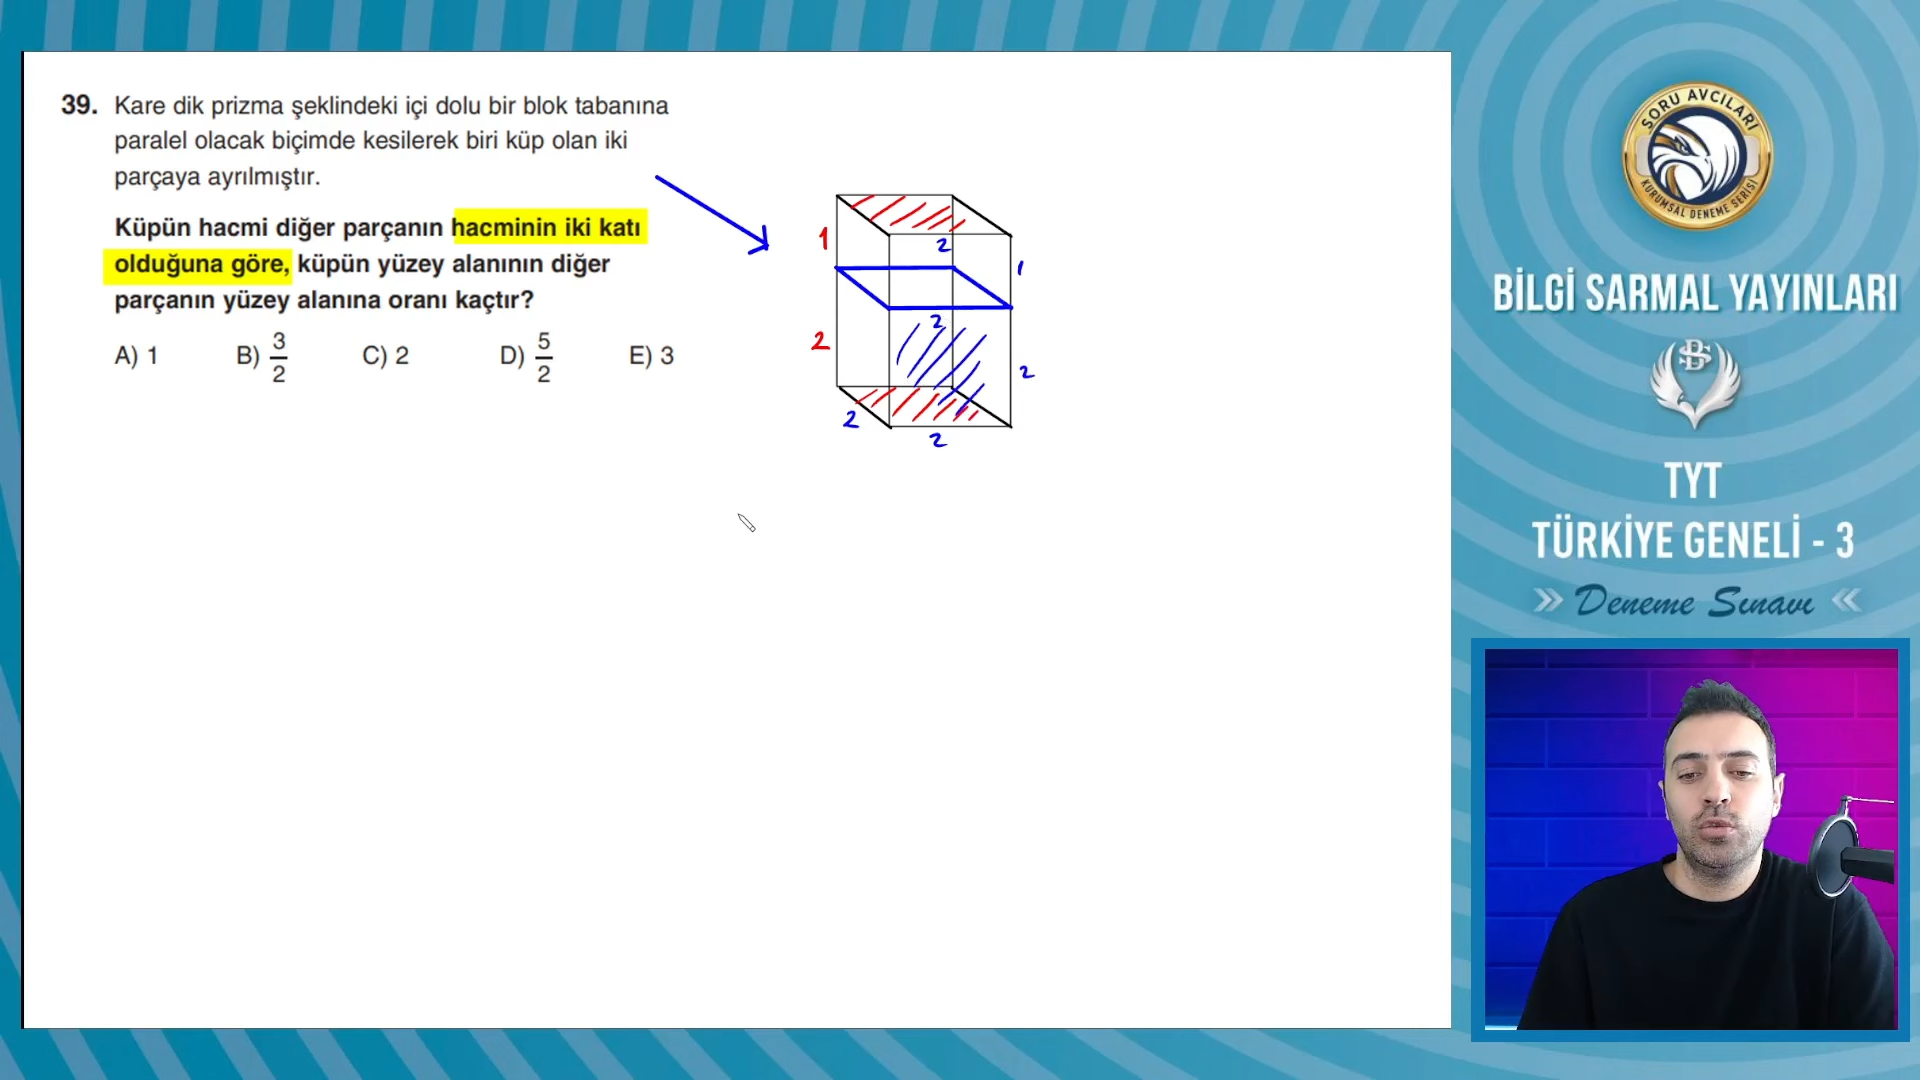 39. Kare dik prizma şeklindeki içi dolu bir blok tabanına
paralel olacak biçimde kesilerek biri küp olan iki
parçaya ayrılmıştır.
Küpün hacmi diğer parçanın hacminin iki katı
olduğuna göre, küpün yüzey alanının diğer
parçanın yüzey alanına oranı kaçtır?
A) 1 B) 3/2 C) 2 D) 5/2 E) 3
1
2
1
2
2
2
2
2
SORU AVCILARI
KURUMSAL DENEME SERİSİ
BİLGİ SARMAL YAYINLARI
BS
TYT
TÜRKİYE GENELİ - 3
» Deneme Sınavı «